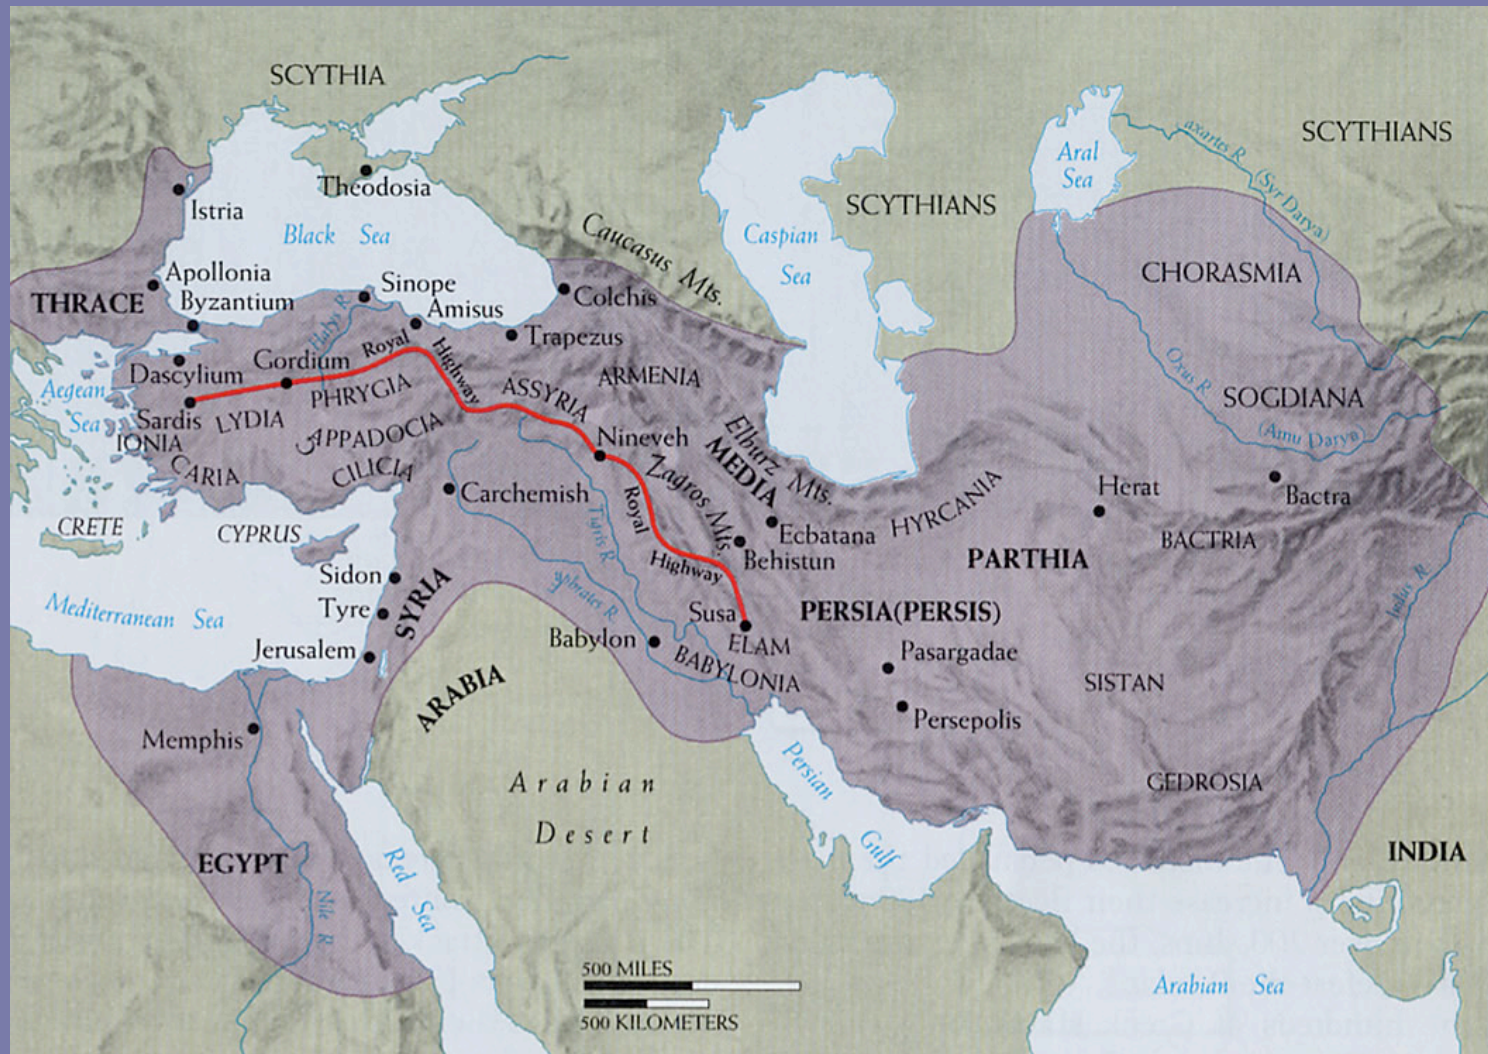 SCYTHIA
SCYTHIANS
axartes R. (Syr Darya)
Aral
Sea
Theodosia
SCYTHIANS
Istria
Black Sea
Caspian
Sea
Caucasus Mts.
CHORASMIA
Apollonia
Sinope
THRACE
Byzantium
Amisus
Colchis
Halys R.
Royal
Highway
Trapezus
Gordium
Dascylium
ARMENIA
Oxus R.
Aegean
Sea
PHRYGIA
ASSYRIA
SOGDIANA
(Amu Darya)
Sardis
LYDIA
APPADOCIA
IONIA
Nineveh
Elburz Mts.
CARIA
CILICIA
MEDIA
Zagros Mts.
Carchemish
Royal
Highway
Tigris R.
Herat
Bactra
HYRCANIA
CRETE
CYPRUS
Ecbatana
BACTRIA
Behistun
PARTHIA
Sidon
uphrates R.
Indus R.
Mediterranean Sea
Tyre
SYRIA
Susa
PERSIA(PERSIS)
Jerusalem
Babylon
ELAM
BABYLONIA
Pasargadae
ARABIA
SISTAN
Memphis
Persepolis
Arabian
Desert
Persian
Gulf
GEDROSIA
EGYPT
Red Sea
INDIA
Nile R.
500 MILES
500 KILOMETERS
Arabian Sea